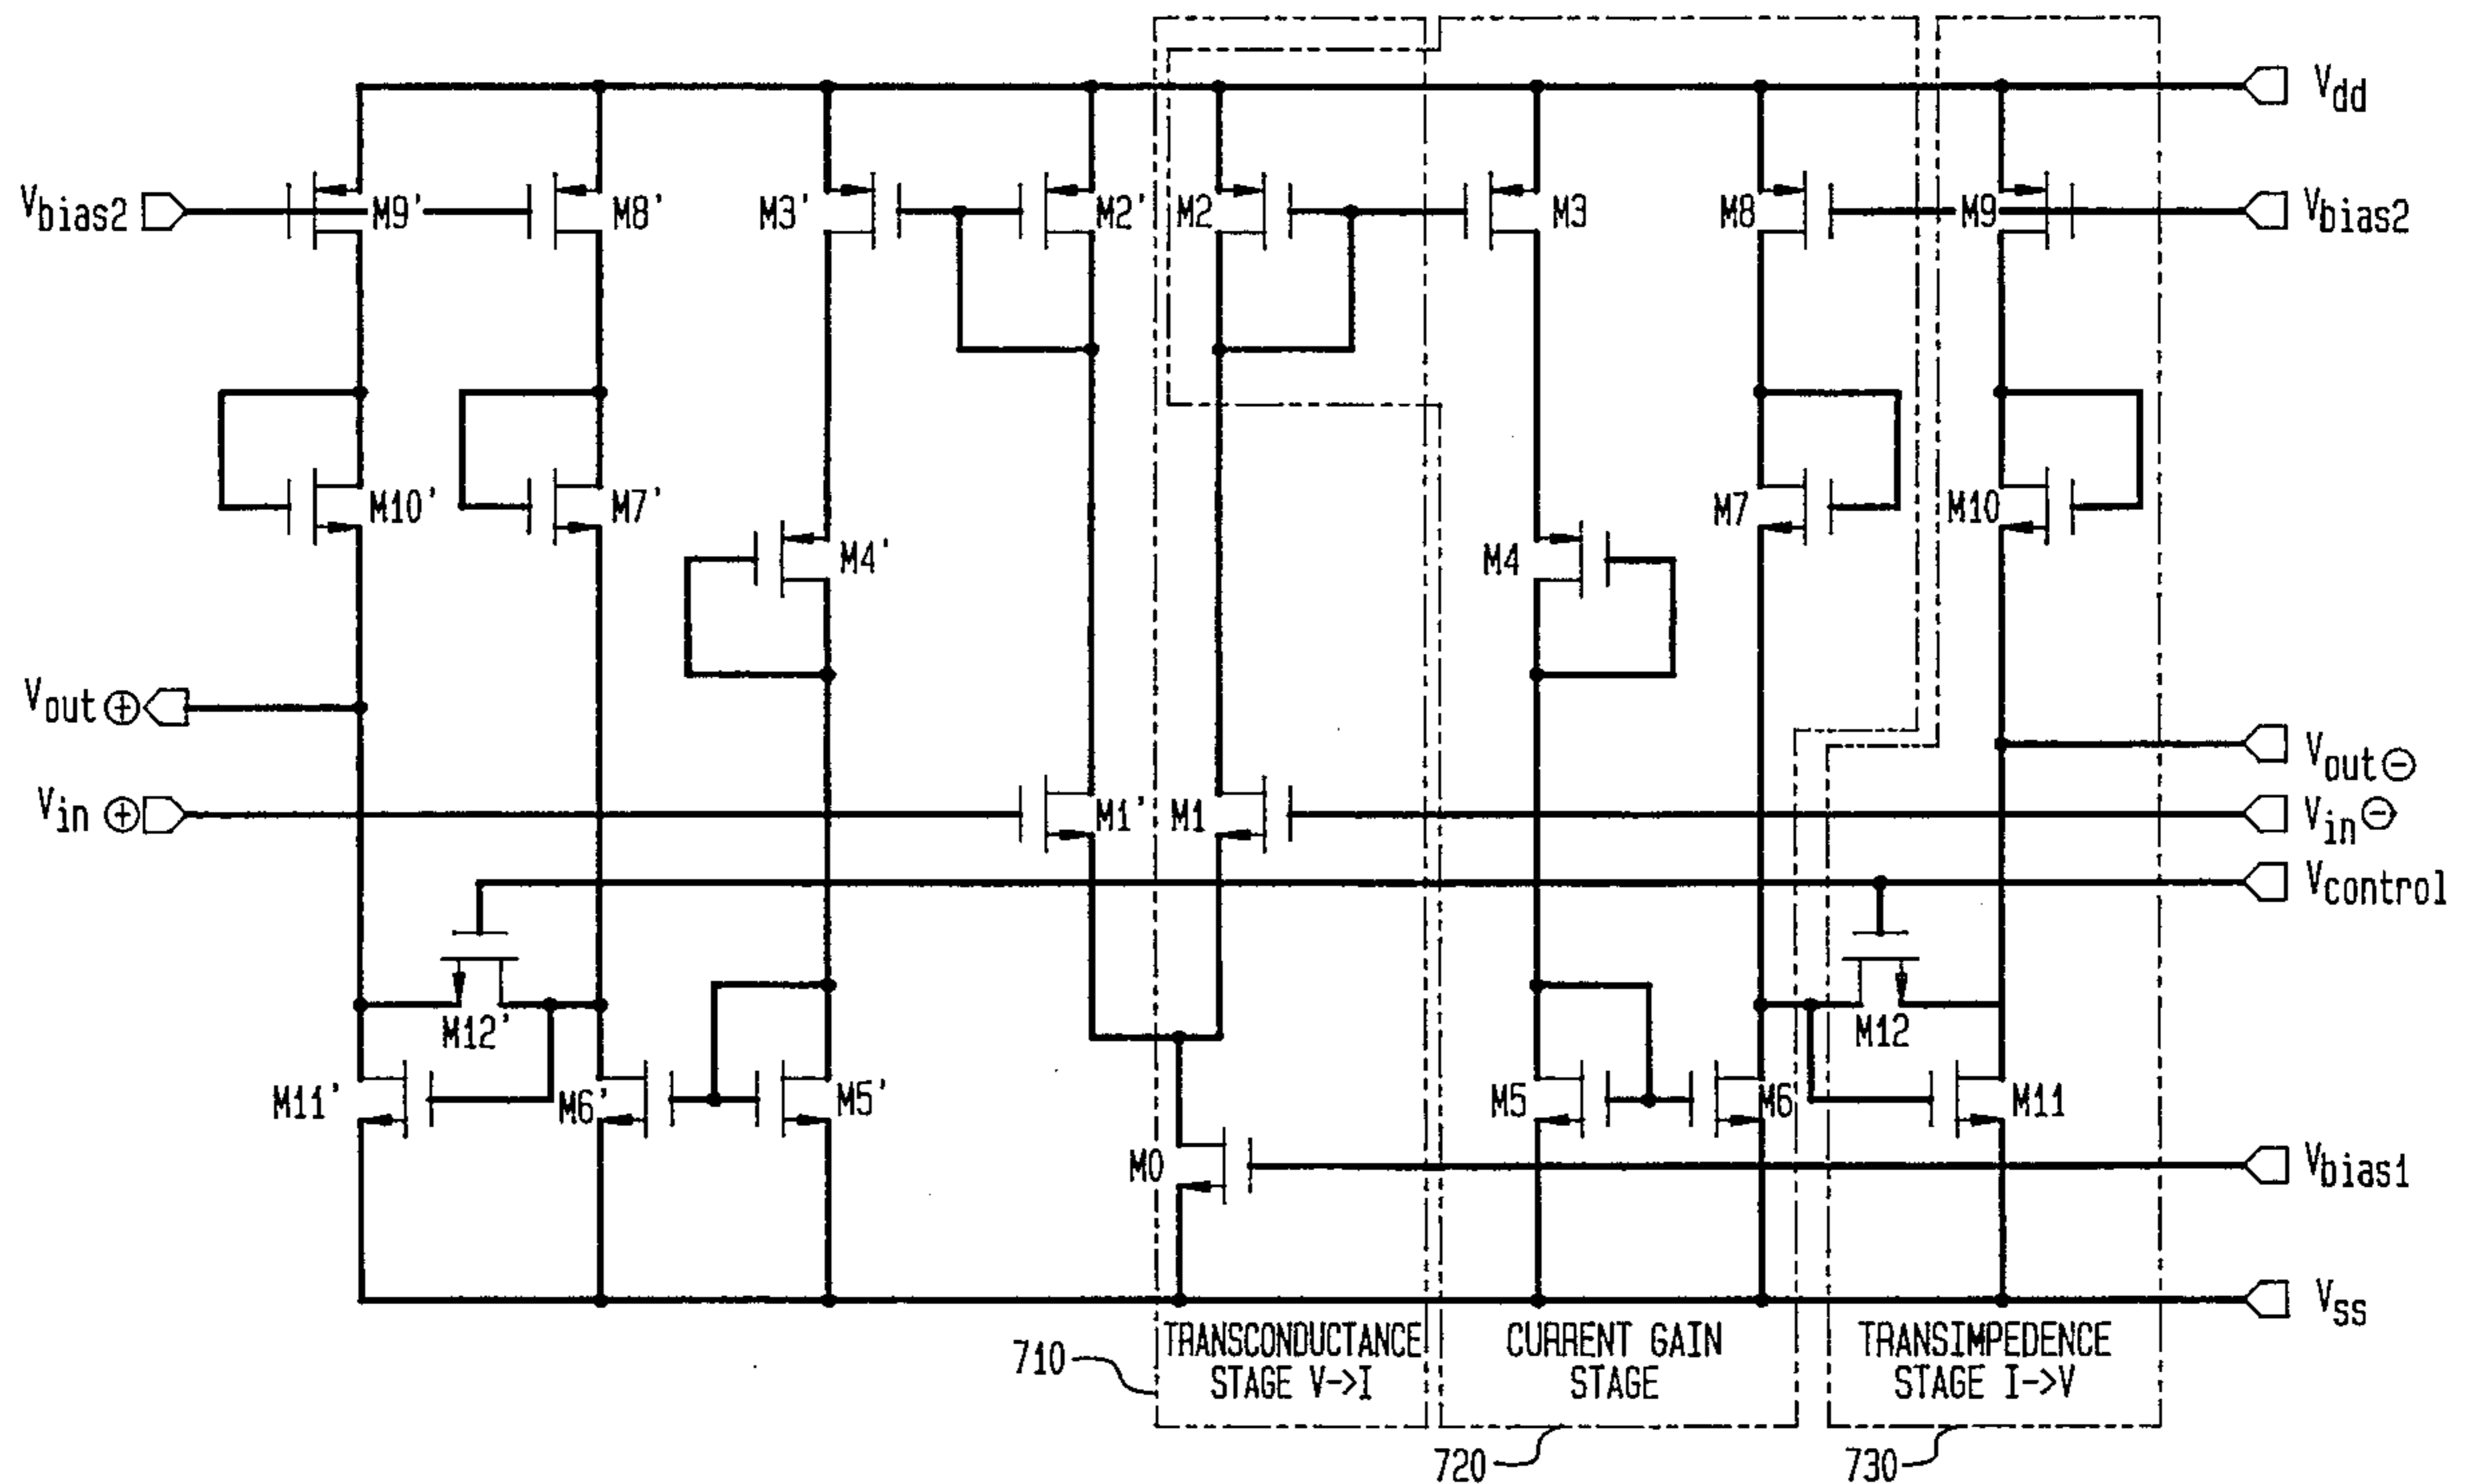 Vdd
Vbias2 M9' M8' M3' M2' M2 M3 M8 M9 Vbias2
M10' M7' M4' M4 M7 M10
Vout ⊕
Vout ⊖
Vin ⊕ M1' M1 Vin ⊖
Vcontrol
M12' M12
M11' M6' M5' M5 M6 M11
M0 Vbias1
Vss
710 TRANSCONDUCTANCE
STAGE V->I
CURRENT GAIN
STAGE
TRANSIMPEDENCE
STAGE I->V
720 730